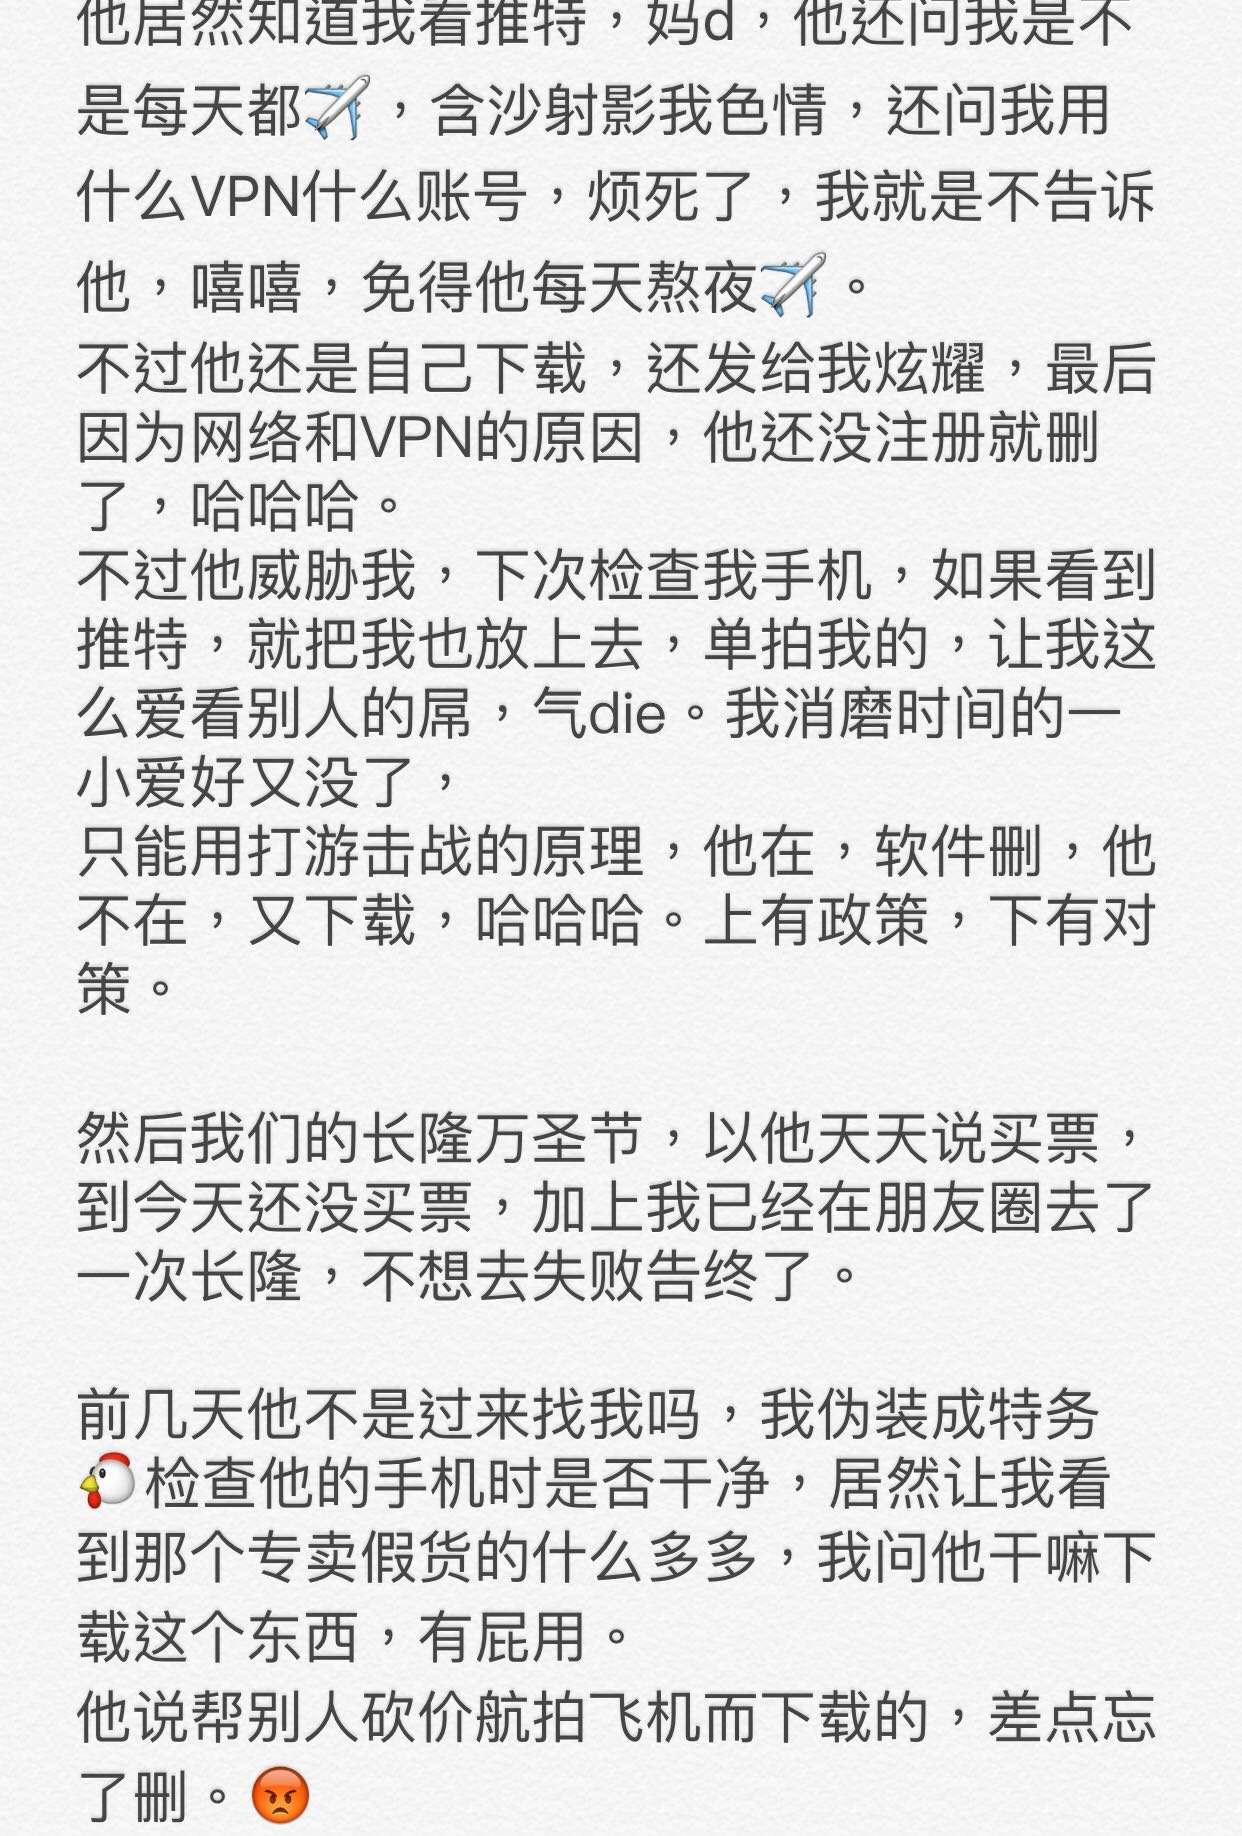 他居然知道我看推特，妈d，他还问我是不
是每天都✈️，含沙射影我色情，还问我用
什么VPN什么账号，烦死了，我就是不告诉
他，嘻嘻，免得他每天熬夜✈️。
不过他还是自己下载，还发给我炫耀，最后
因为网络和VPN的原因，他还没注册就删
了，哈哈哈。
不过他威胁我，下次检查我手机，如果看到
推特，就把我也放上去，单拍我的，让我这
么爱看别人的屌，气die。我消磨时间的一
小爱好又没了，
只能用打游击战的原理，他在，软件删，他
不在，又下载，哈哈哈。上有政策，下有对
策。
然后我们的长隆万圣节，以他天天说买票，
到今天还没买票，加上我已经在朋友圈去了
一次长隆，不想去失败告终了。
前几天他不是过来找我吗，我伪装成特务
🐔检查他的手机时是否干净，居然让我看
到那个专卖假货的什么多多，我问他干嘛下
载这个东西，有屁用。
他说帮别人砍价航拍飞机而下载的，差点忘
了删。😡